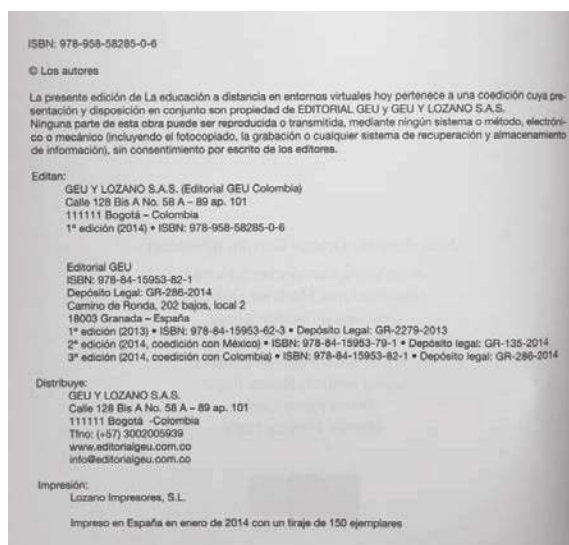 ISBN: 978-958-58285-0-6
© Los autores
La presente edición de La educación a distancia en entornos virtuales hoy pertenece a una coedición cuya pre-
sentación y disposición en conjunto son propiedad de EDITORIAL GEU y GEU Y LOZANO S.A.S.
Ninguna parte de esta obra puede ser reproducida o transmitida, mediante ningún sistema o método, electróni-
co o mecánico (incluyendo el fotocopiado, la grabación o cualquier sistema de recuperación y almacenamiento
de información), sin consentimiento por escrito de los editores.
Editan:
GEU Y LOZANO S.A.S. (Editorial GEU Colombia)
Calle 128 Bis A No. 58 A – 89 ap. 101
111111 Bogotá – Colombia
1ª edición (2014) • ISBN: 978-958-58285-0-6
Editorial GEU
ISBN: 978-84-15953-82-1
Depósito Legal: GR-286-2014
Camino de Ronda, 202 bajos, local 2
18003 Granada – España
1ª edición (2013) • ISBN: 978-84-15953-62-3 • Depósito Legal: GR-2279-2013
2ª edición (2014, coedición con México) • ISBN: 978-84-15953-79-1 • Depósito legal: GR-135-2014
3ª edición (2014, coedición con Colombia) • ISBN: 978-84-15953-82-1 • Depósito legal: GR-286-2014
Distribuye:
GEU Y LOZANO S.A.S.
Calle 128 Bis A No. 58 A – 89 ap. 101
111111 Bogotá -Colombia
Tfno: (+57) 3002005939
www.editorialgeu.com.co
info@editorialgeu.com.co
Impresión:
Lozano Impresores, S.L.
Impreso en España en enero de 2014 con un tiraje de 150 ejemplares